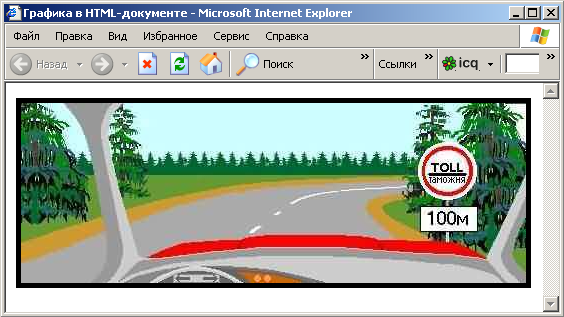 Графика в HTML-документе - Microsoft Internet Explorer
Файл Правка Вид Избранное Сервис Справка
Назад Поиск » Ссылки » icq »
TOLL
таможня
100м